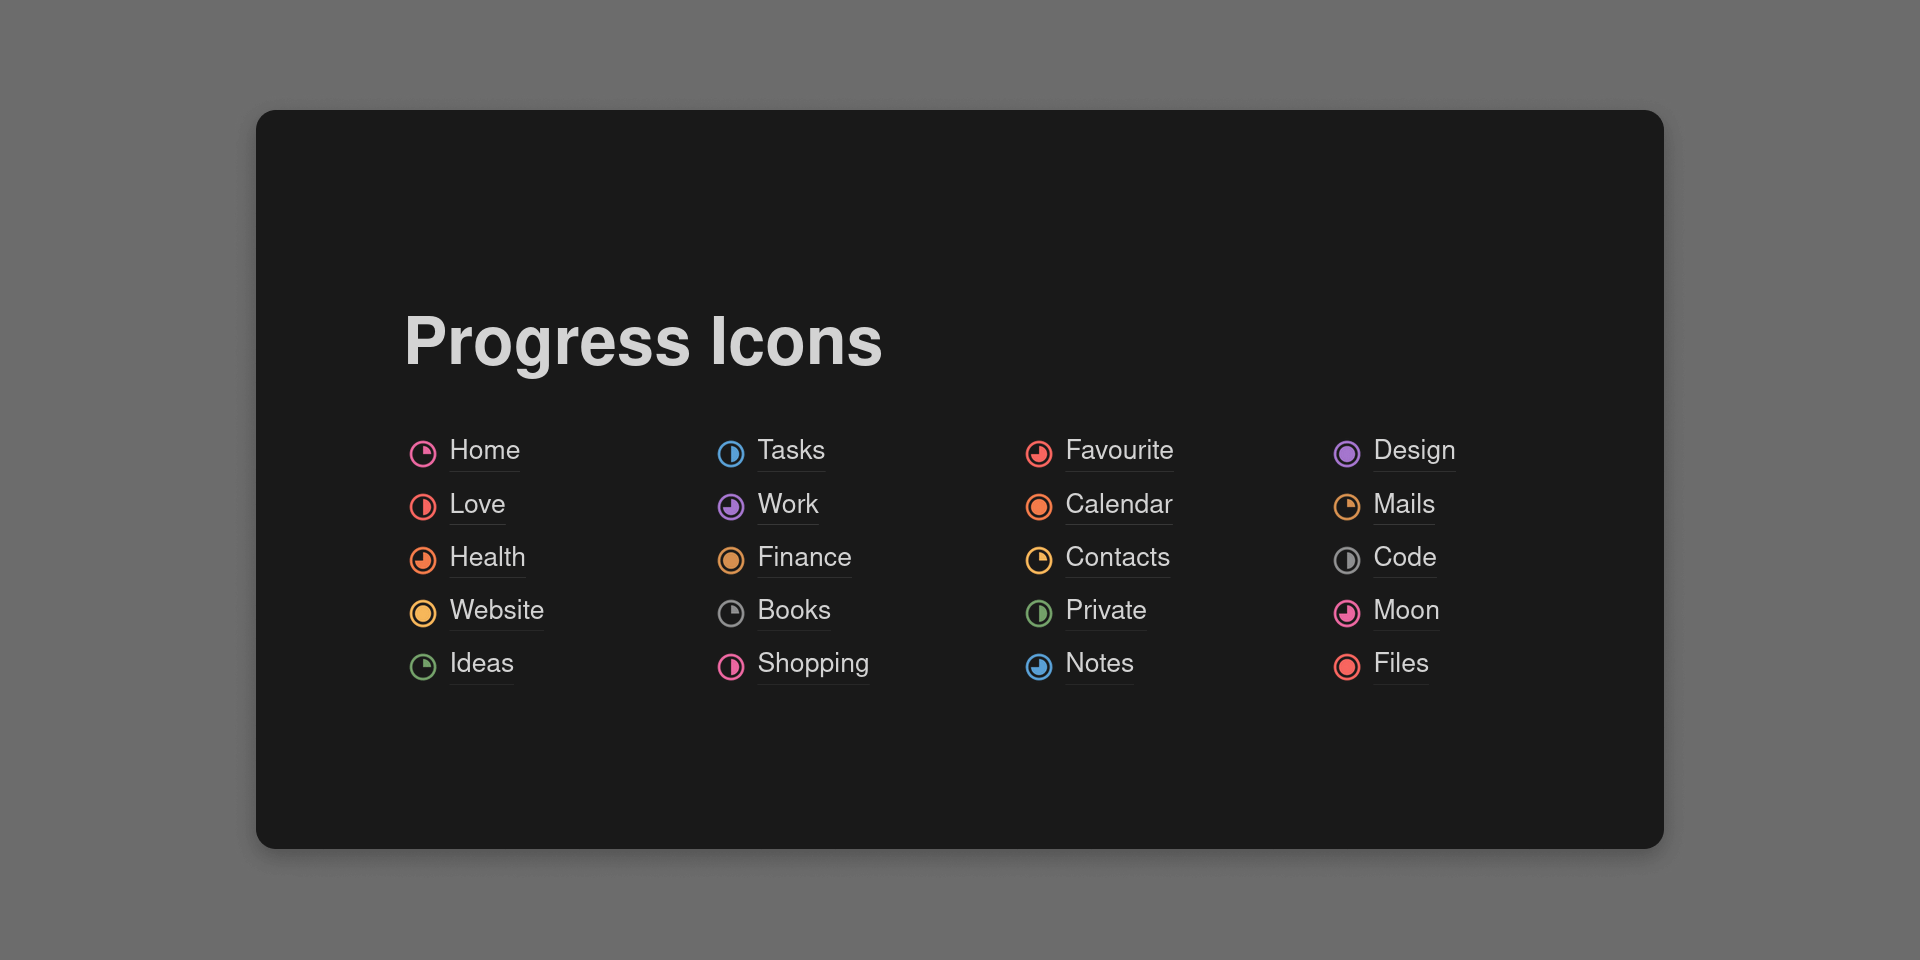 Progress Icons
Home Tasks Favourite Design
Love Work Calendar Mails
Health Finance Contacts Code
Website Books Private Moon
Ideas Shopping Notes Files